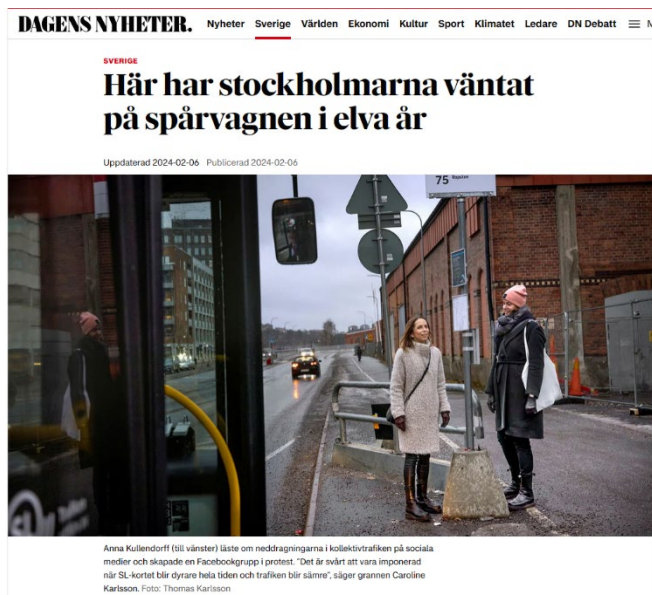 DAGENS NYHETER. Nyheter Sverige Världen Ekonomi Kultur Sport Klimatet Ledare DN Debatt
SVERIGE
Här har stockholmarna väntat
på spårvagnen i elva år
Uppdaterad 2024-02-06 Publicerad 2024-02-06
75
SL
Anna Kullendorff (till vänster) läste om neddragningarna i kollektivtrafiken på sociala
medier och skapade en Facebookgrupp i protest. "Det är svårt att vara imponerad
när SL-kortet blir dyrare hela tiden och trafiken blir sämre", säger grannen Caroline
Karlsson. Foto: Thomas Karlsson